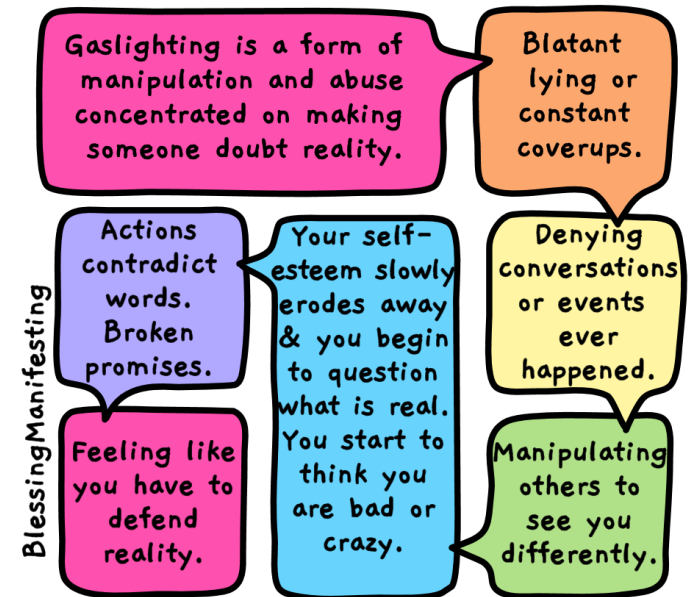 Gaslighting is a form of
manipulation and abuse
concentrated on making
someone doubt reality.
Blatant
lying or
constant
coverups.
Denying
conversations
or events
ever
happened.
Manipulating
others to
see you
differently.
Your self-
esteem slowly
erodes away
& you begin
to question
what is real.
You start to
think you
are bad or
crazy.
Actions
contradict
words.
Broken
promises.
Feeling like
you have to
defend
reality.
BlessingManifesting